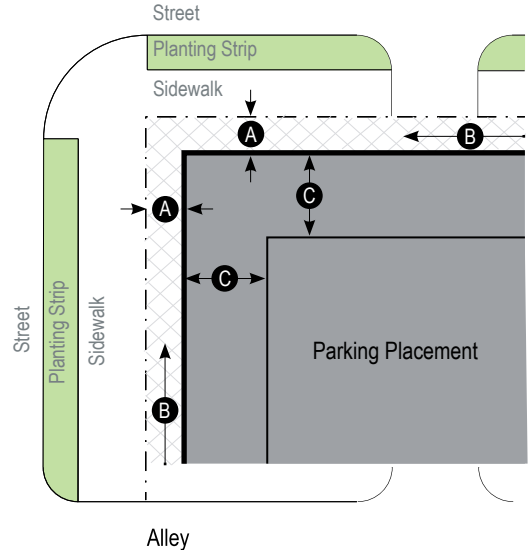 Street
Planting Strip
Sidewalk
A
B
A
C
C
Parking Placement
Street
Planting Strip
Sidewalk
B
Alley